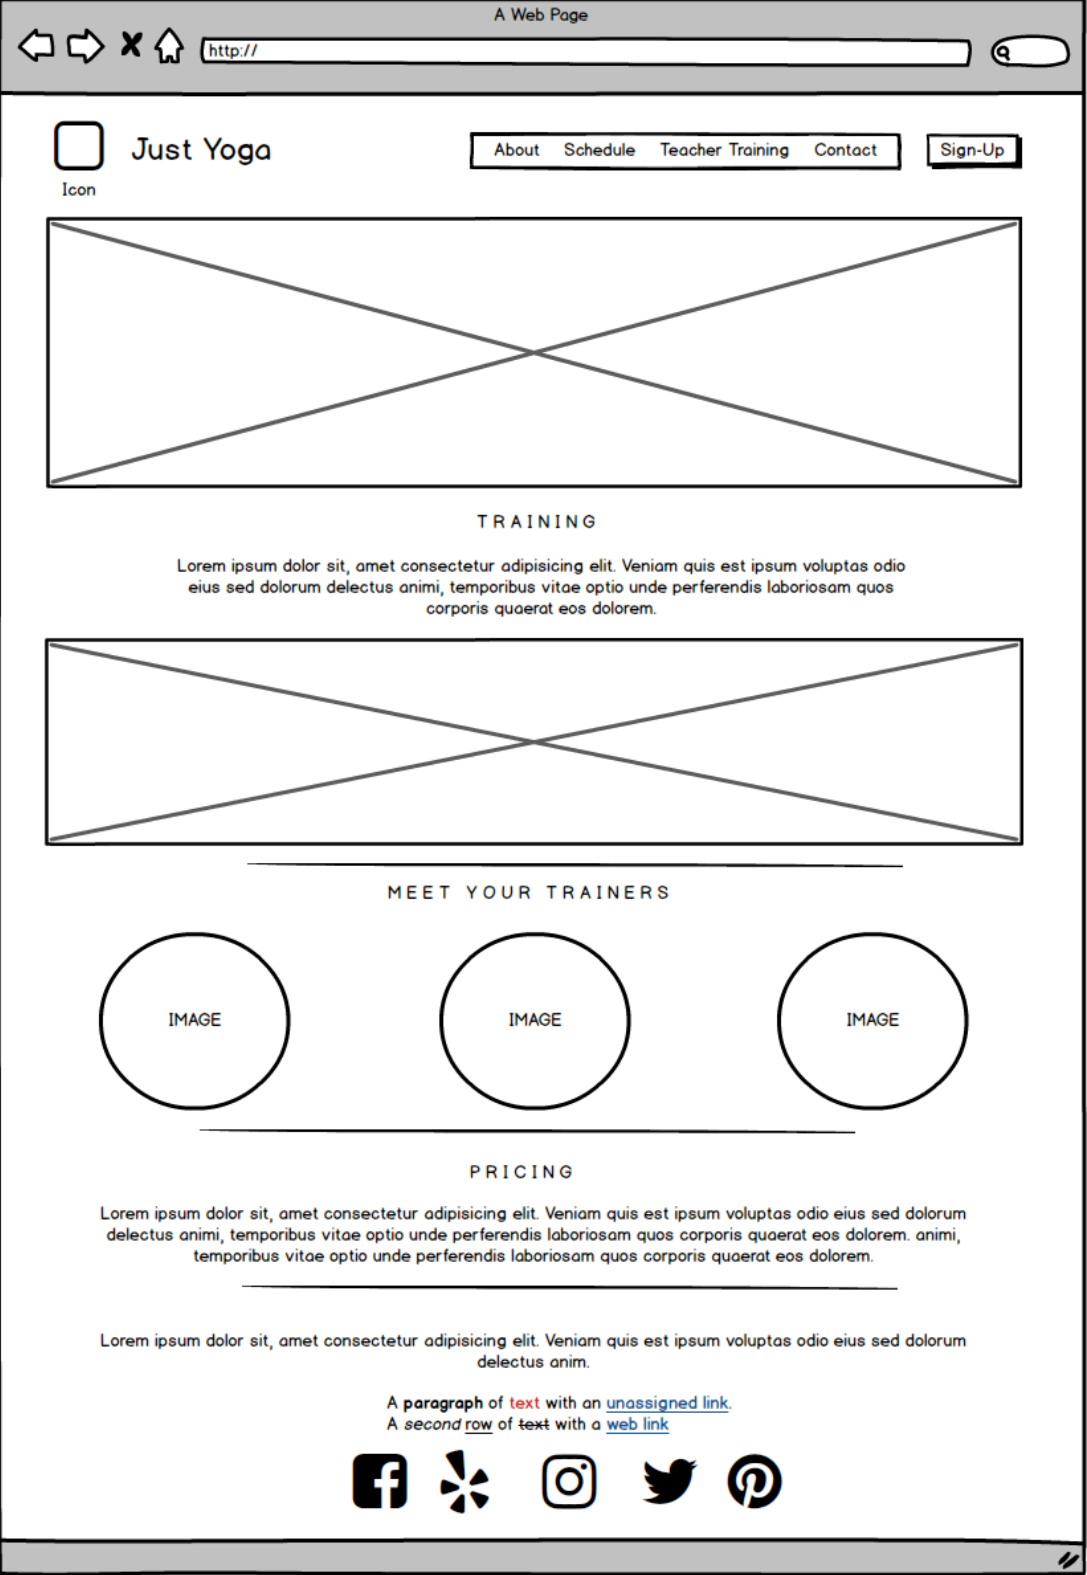 A Web Page
http://
Just Yoga
Icon
About Schedule Teacher Training Contact
Sign-Up
TRAINING
Lorem ipsum dolor sit, amet consectetur adipisicing elit. Veniam quis est ipsum voluptas odio
eius sed dolorum delectus animi, temporibus vitae optio unde perferendis laboriosam quos
corporis quaerat eos dolorem.
MEET YOUR TRAINERS
IMAGE IMAGE IMAGE
PRICING
Lorem ipsum dolor sit, amet consectetur adipisicing elit. Veniam quis est ipsum voluptas odio eius sed dolorum
delectus animi, temporibus vitae optio unde perferendis laboriosam quos corporis quaerat eos dolorem. animi,
temporibus vitae optio unde perferendis laboriosam quos corporis quaerat eos dolorem.
Lorem ipsum dolor sit, amet consectetur adipisicing elit. Veniam quis est ipsum voluptas odio eius sed dolorum
delectus anim.
A paragraph of text with an unassigned link.
A second row of text with a web link